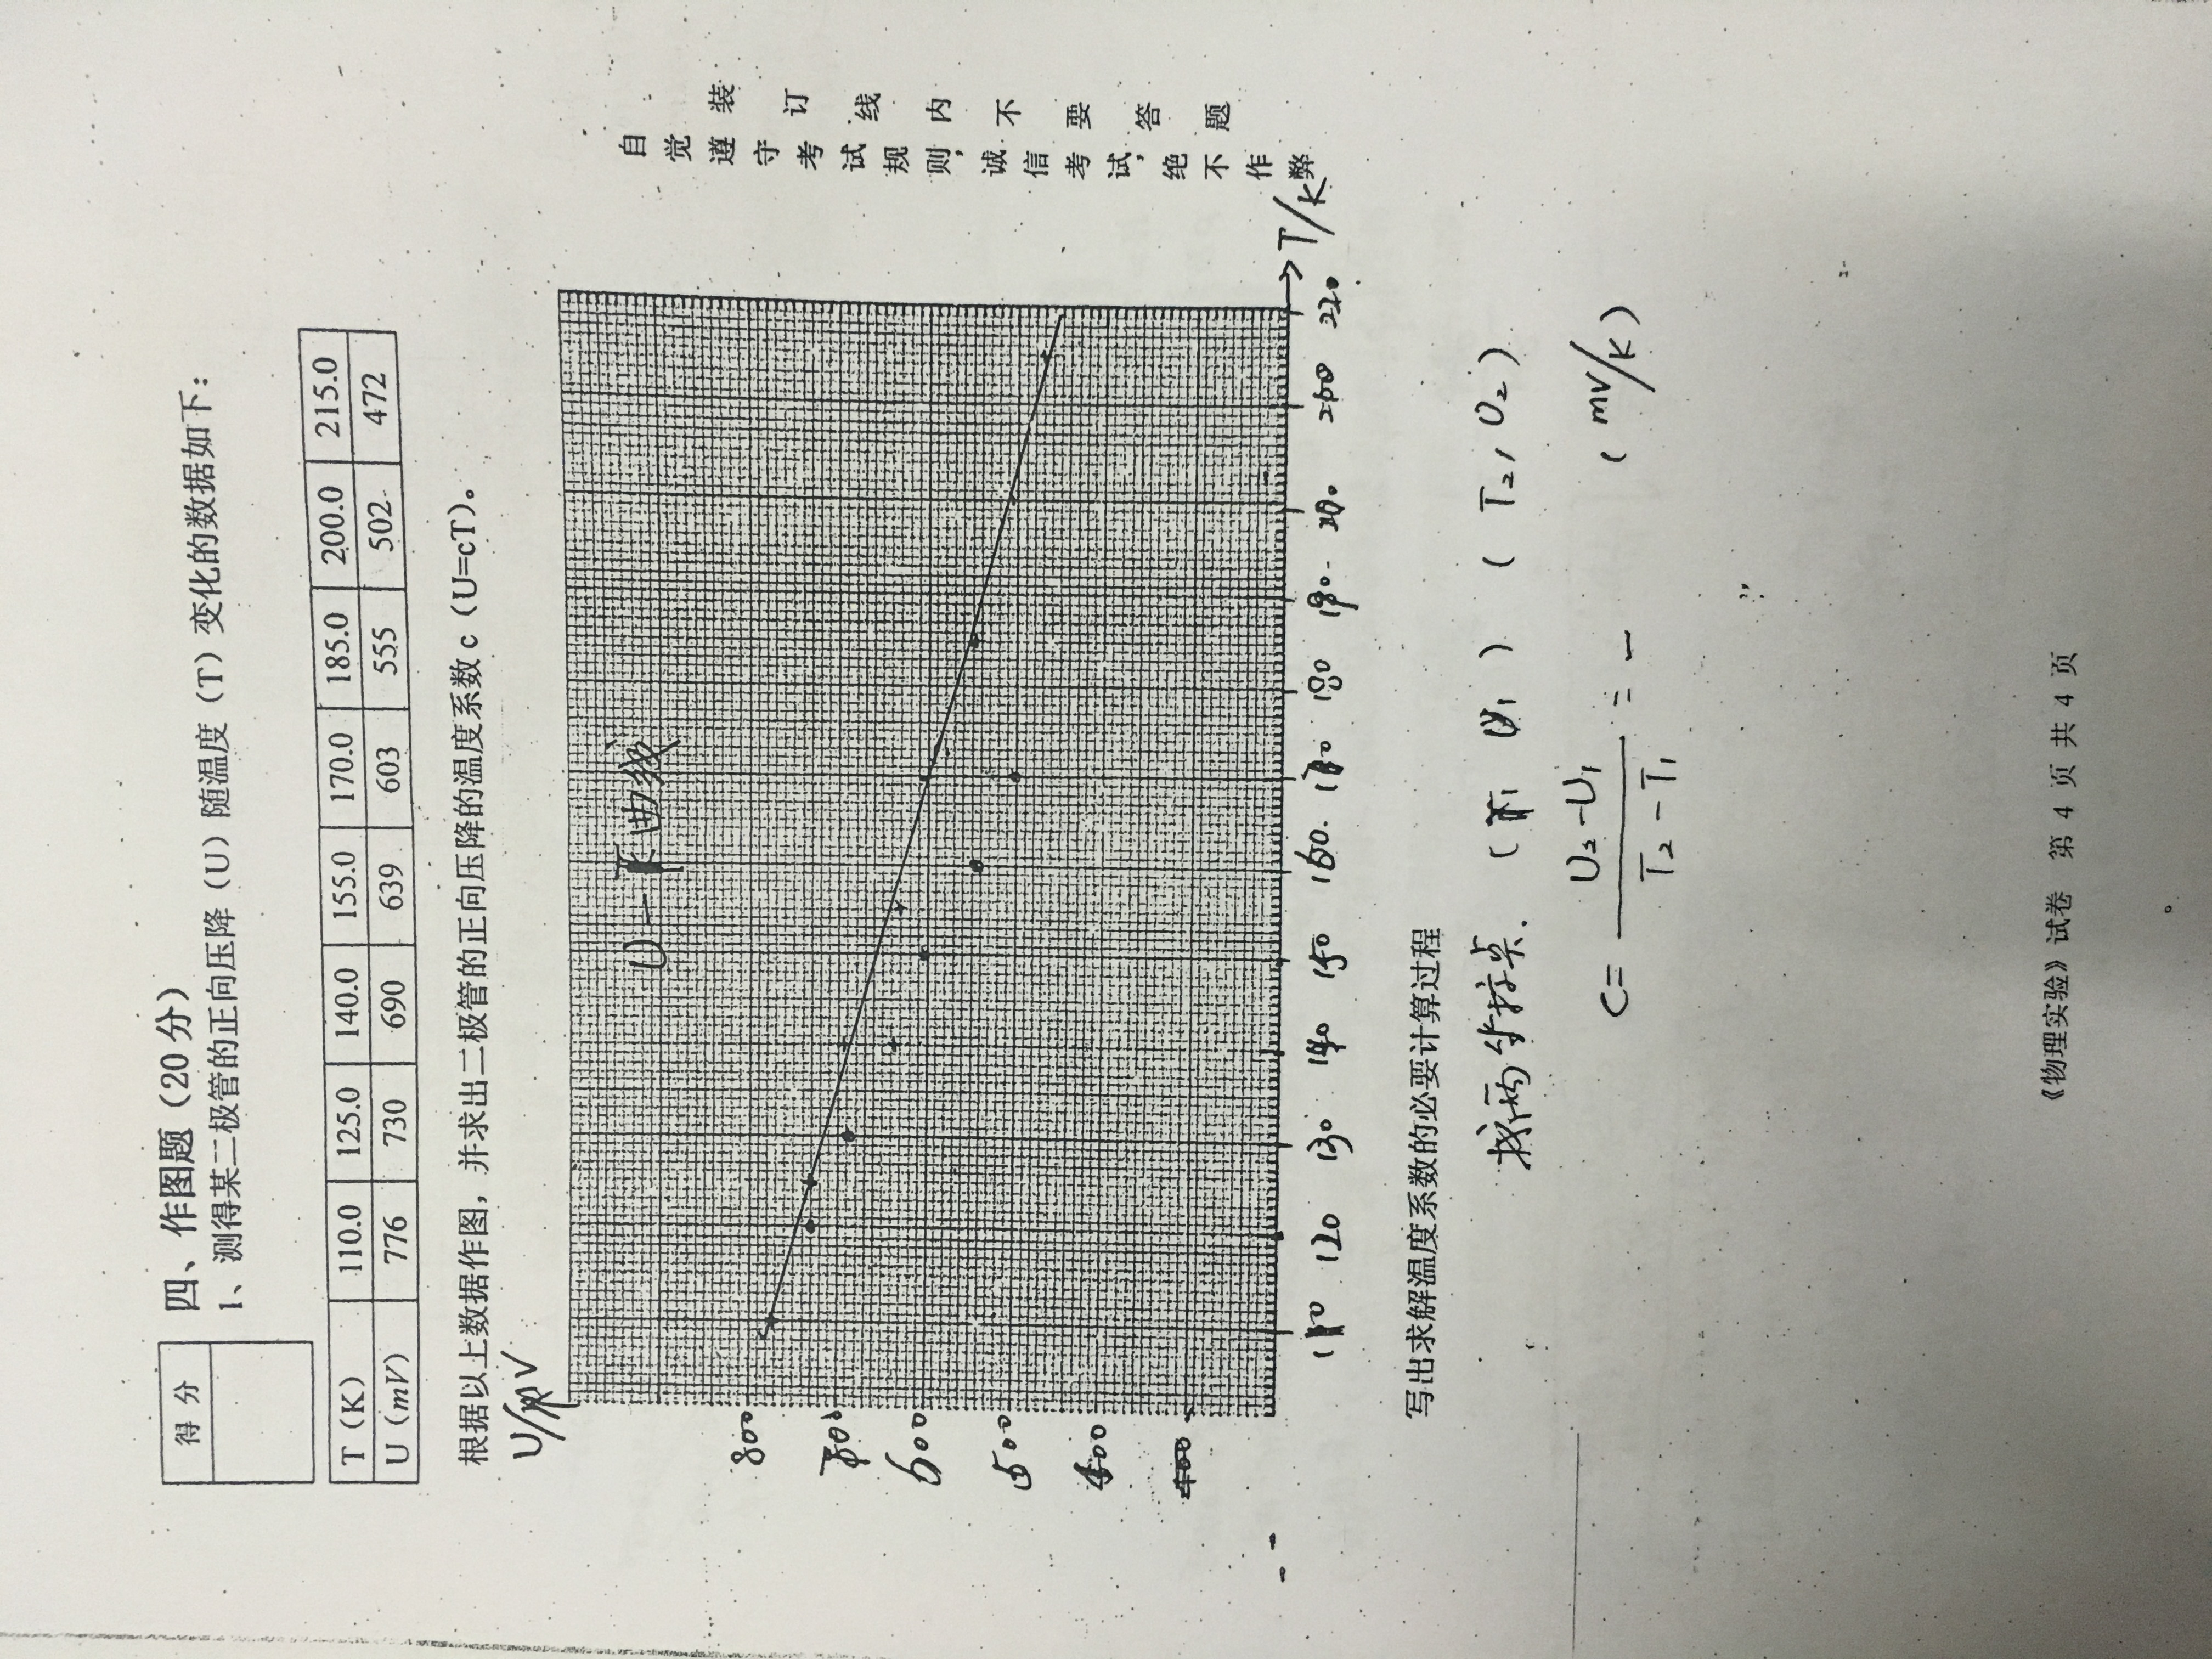 得 分
四、作图题（20分）
1、测得某二极管的正向压降（U）随温度（T）变化的数据如下：
T（K） 110.0 125.0 140.0 155.0 170.0 185.0 200.0 215.0
U（mV） 776 730 690 639 603 555 502 472
根据以上数据作图，并求出二极管的正向压降的温度系数c（U=cT）。
U/mV
U-T曲线
800
700
600
500
400
110 120 130 140 150 160 170 180 190 200 220
T/K
写出求解温度系数的必要计算过程
找两个特殊点. (T₁ U₁) (T₂, U₂)
C= U₂-U₁ / T₂-T₁ = - (mV/K)
《物理实验》试卷 第 4 页 共 4 页
装 订 线 内 不 要 答 题
自觉遵守考试规则，诚信考试，绝不作弊